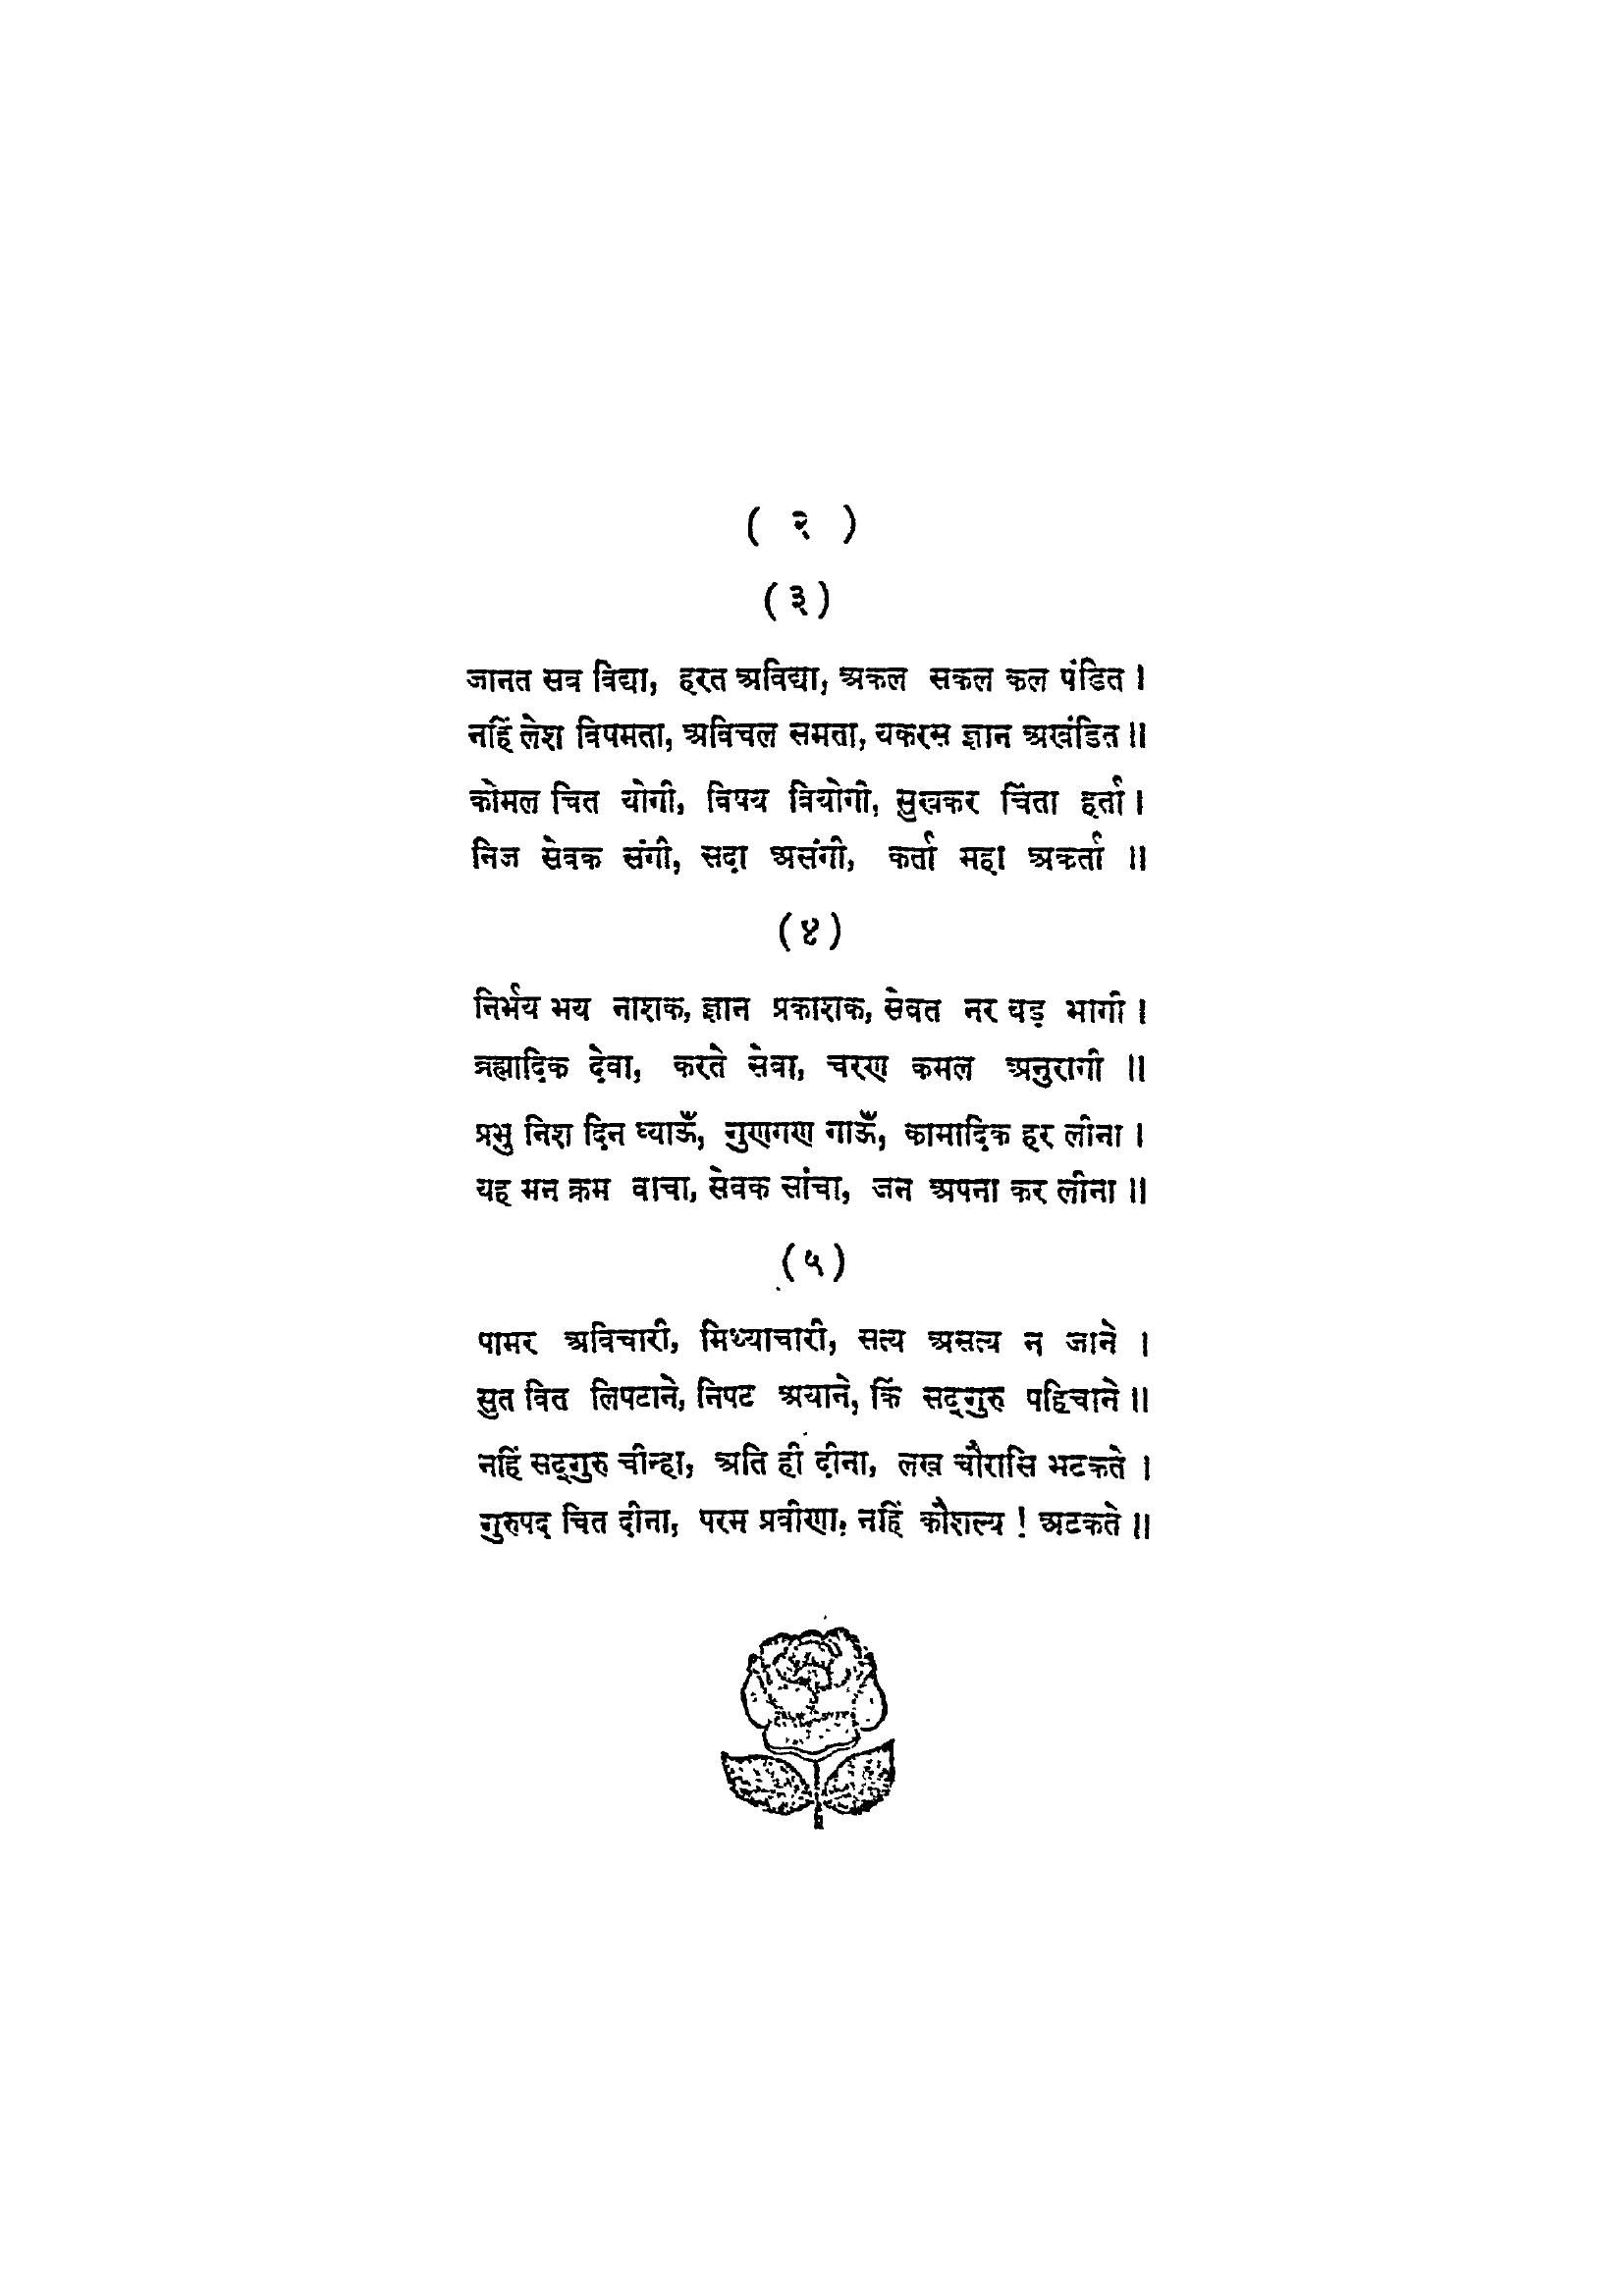 ( २ )
(३)
जानत सब विद्या, हरत अविद्या, अकल सकल कल पंडित ।
नहिं लेश विषमता, अविचल समता, यकरस ज्ञान अखंडित ॥
कोमल चित योगी, विषय वियोगी, सुखकर चिंता हर्ता ।
निज सेवक संगी, सदा असंगी, कर्ता महा अकर्ता ॥
(४)
निर्भय भय नाशक, ज्ञान प्रकाशक, सेवत नर बड़ भागी ।
ब्रह्मादिक देवा, करते सेवा, चरण कमल अनुरागी ॥
प्रभु निश दिन ध्याऊँ, गुणगण गाऊँ, कामादिक हर लीना ।
यह मन क्रम वाचा, सेवक सांचा, जन अपना कर लीना ॥
(५)
पामर अविचारी, मिथ्याचारी, सत्य असत्य न जाने ।
सुत वित लिपटाने, निपट अयाने, किं सद्‌गुरु पहिचाने ॥
नहिं सद्‌गुरु चीन्हा, अति ही दीना, लख चौरासि भटकते ।
गुरुपद चित दीना, परम प्रवीणा, नहिं कौशल्य ! अटकते ॥